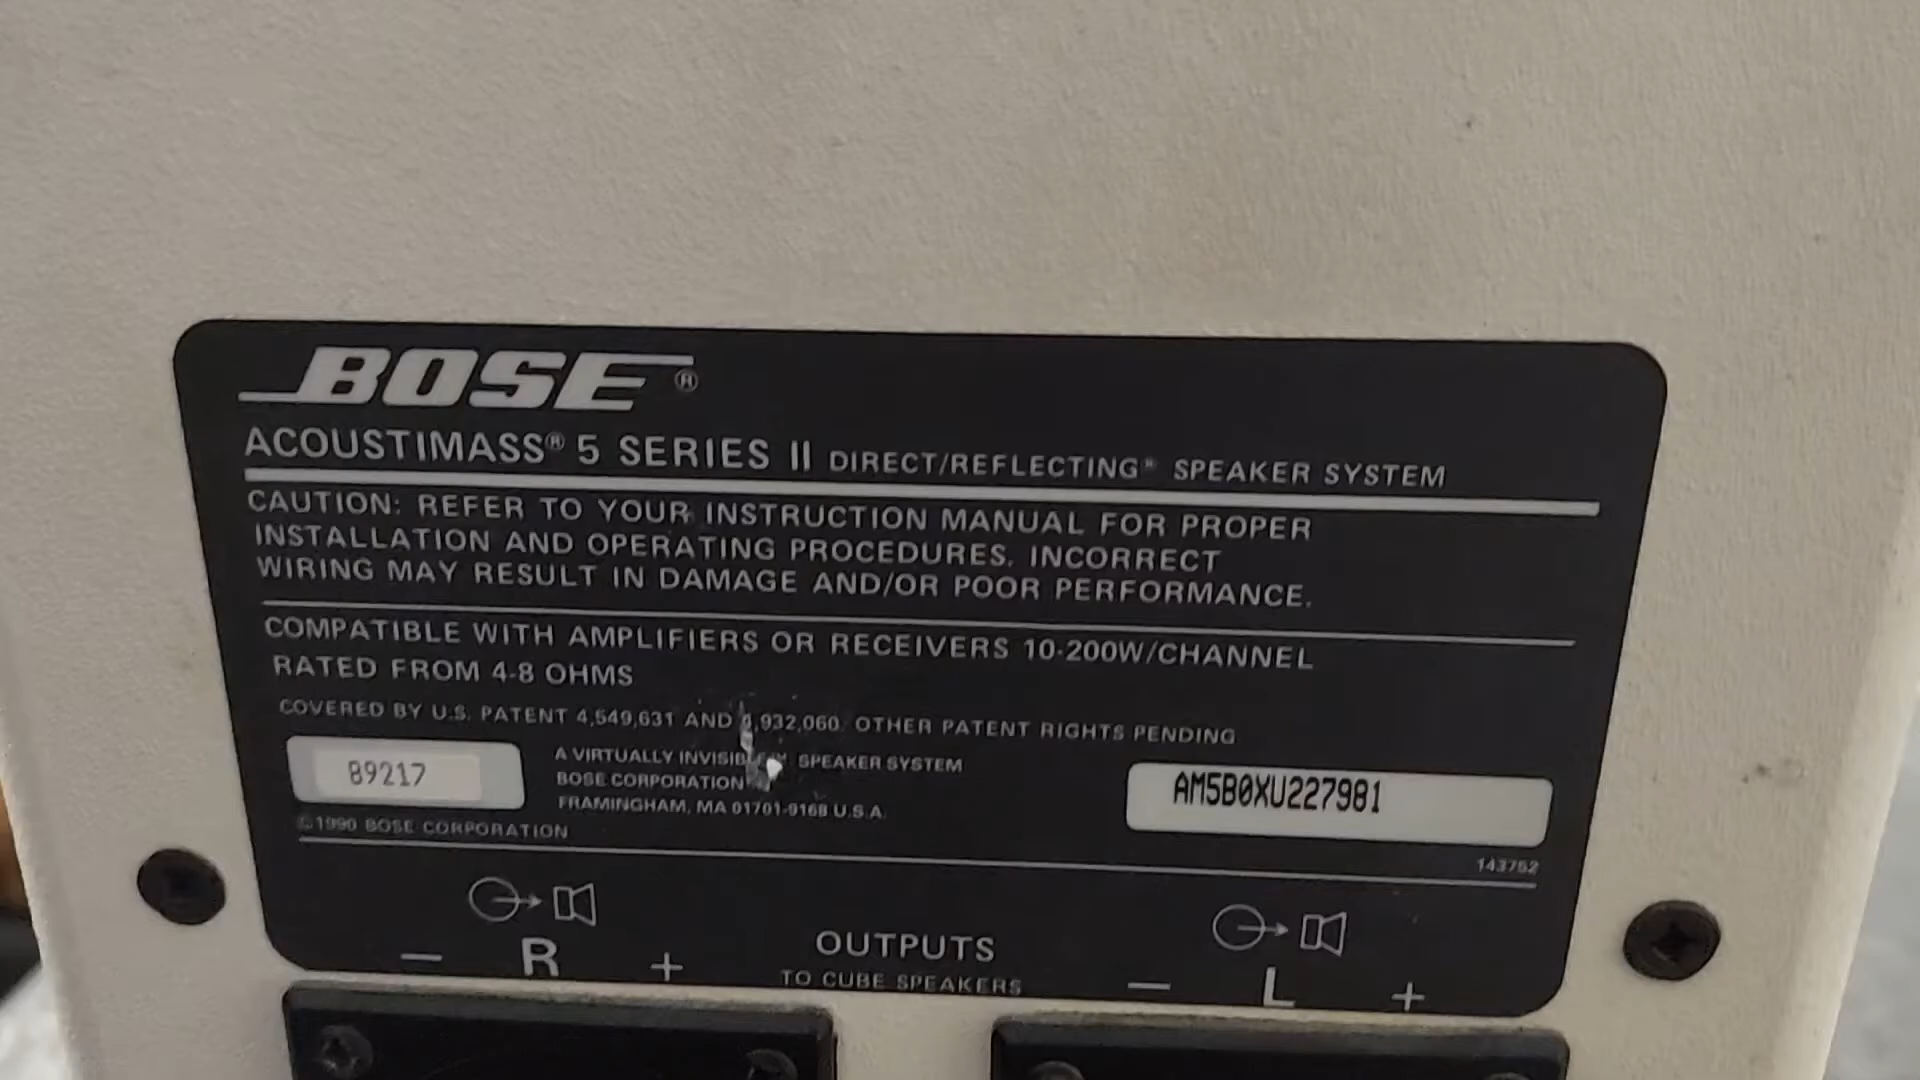 BOSE®
ACOUSTIMASS® 5 SERIES II DIRECT/REFLECTING® SPEAKER SYSTEM
CAUTION: REFER TO YOUR INSTRUCTION MANUAL FOR PROPER
INSTALLATION AND OPERATING PROCEDURES. INCORRECT
WIRING MAY RESULT IN DAMAGE AND/OR POOR PERFORMANCE.
COMPATIBLE WITH AMPLIFIERS OR RECEIVERS 10-200W/CHANNEL
RATED FROM 4-8 OHMS
COVERED BY U.S. PATENT 4,549,631 AND 4,932,060. OTHER PATENT RIGHTS PENDING
89217
A VIRTUALLY SPEAKER SYSTEM
BOSE CORPORATION
FRAMINGHAM, MA 01701-9168 U.S.A.
AM5B0XU227981
©1990 BOSE CORPORATION
143752
- R +
OUTPUTS
TO CUBE SPEAKERS
- L +